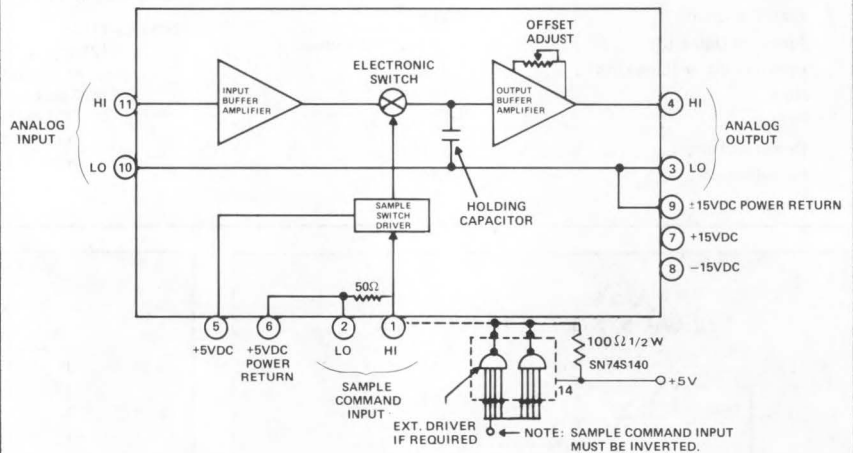 OFFSET
ADJUST
ELECTRONIC
SWITCH
INPUT
BUFFER
AMPLIFIER
OUTPUT
BUFFER
AMPLIFIER
HI 11
4 HI
ANALOG
INPUT
ANALOG
OUTPUT
LO 10
3 LO
HOLDING
CAPACITOR
9 ±15VDC POWER RETURN
SAMPLE
SWITCH
DRIVER
7 +15VDC
8 −15VDC
50Ω
5 6 2 1
+5VDC
+5VDC
POWER
RETURN
LO HI
SAMPLE
COMMAND
INPUT
100Ω 1/2 W
SN74S140
14
+5V
EXT. DRIVER
IF REQUIRED
NOTE: SAMPLE COMMAND INPUT
MUST BE INVERTED.